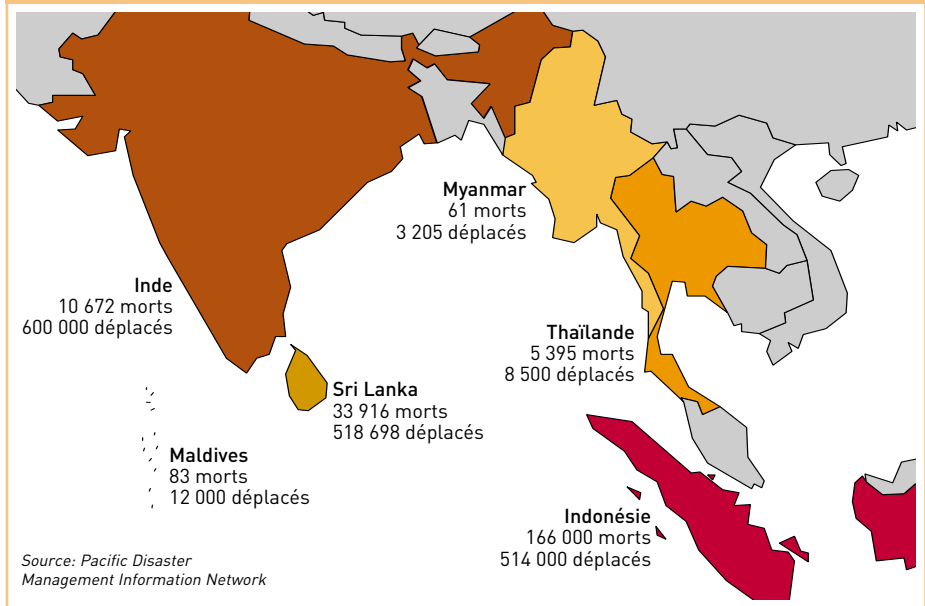 Myanmar
61 morts
3 205 déplacés
Inde
10 672 morts
600 000 déplacés
Thaïlande
5 395 morts
8 500 déplacés
Sri Lanka
33 916 morts
518 698 déplacés
Maldives
83 morts
12 000 déplacés
Indonésie
166 000 morts
514 000 déplacés
Source: Pacific Disaster
Management Information Network